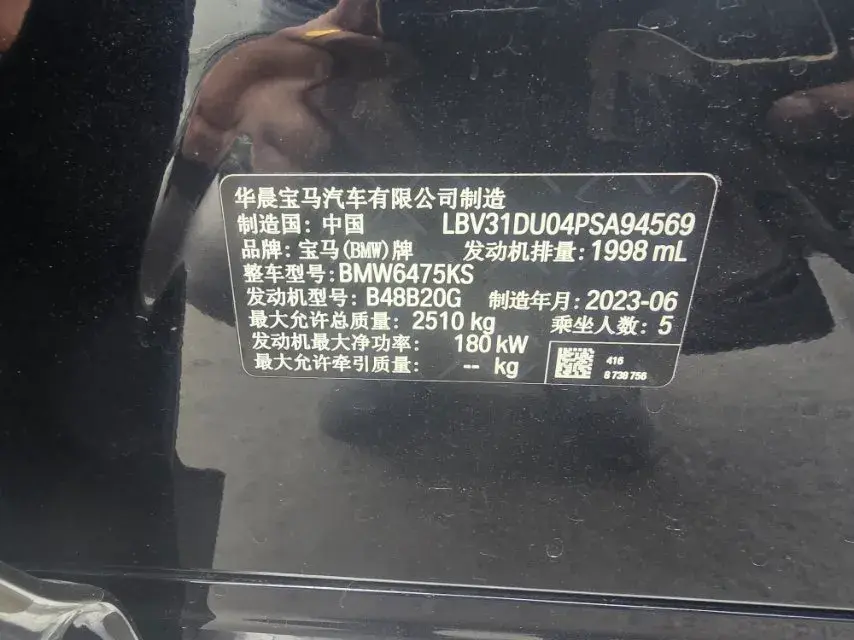 华晨宝马汽车有限公司制造
制造国：中国 LBV31DU04PSA94569
品牌：宝马(BMW)牌 发动机排量：1998 mL
整车型号：BMW6475KS
发动机型号：B48B20G 制造年月：2023-06
最大允许总质量：2510 kg 乘坐人数：5
发动机最大净功率：180 kW
最大允许牵引质量：-- kg
416
8 739 756